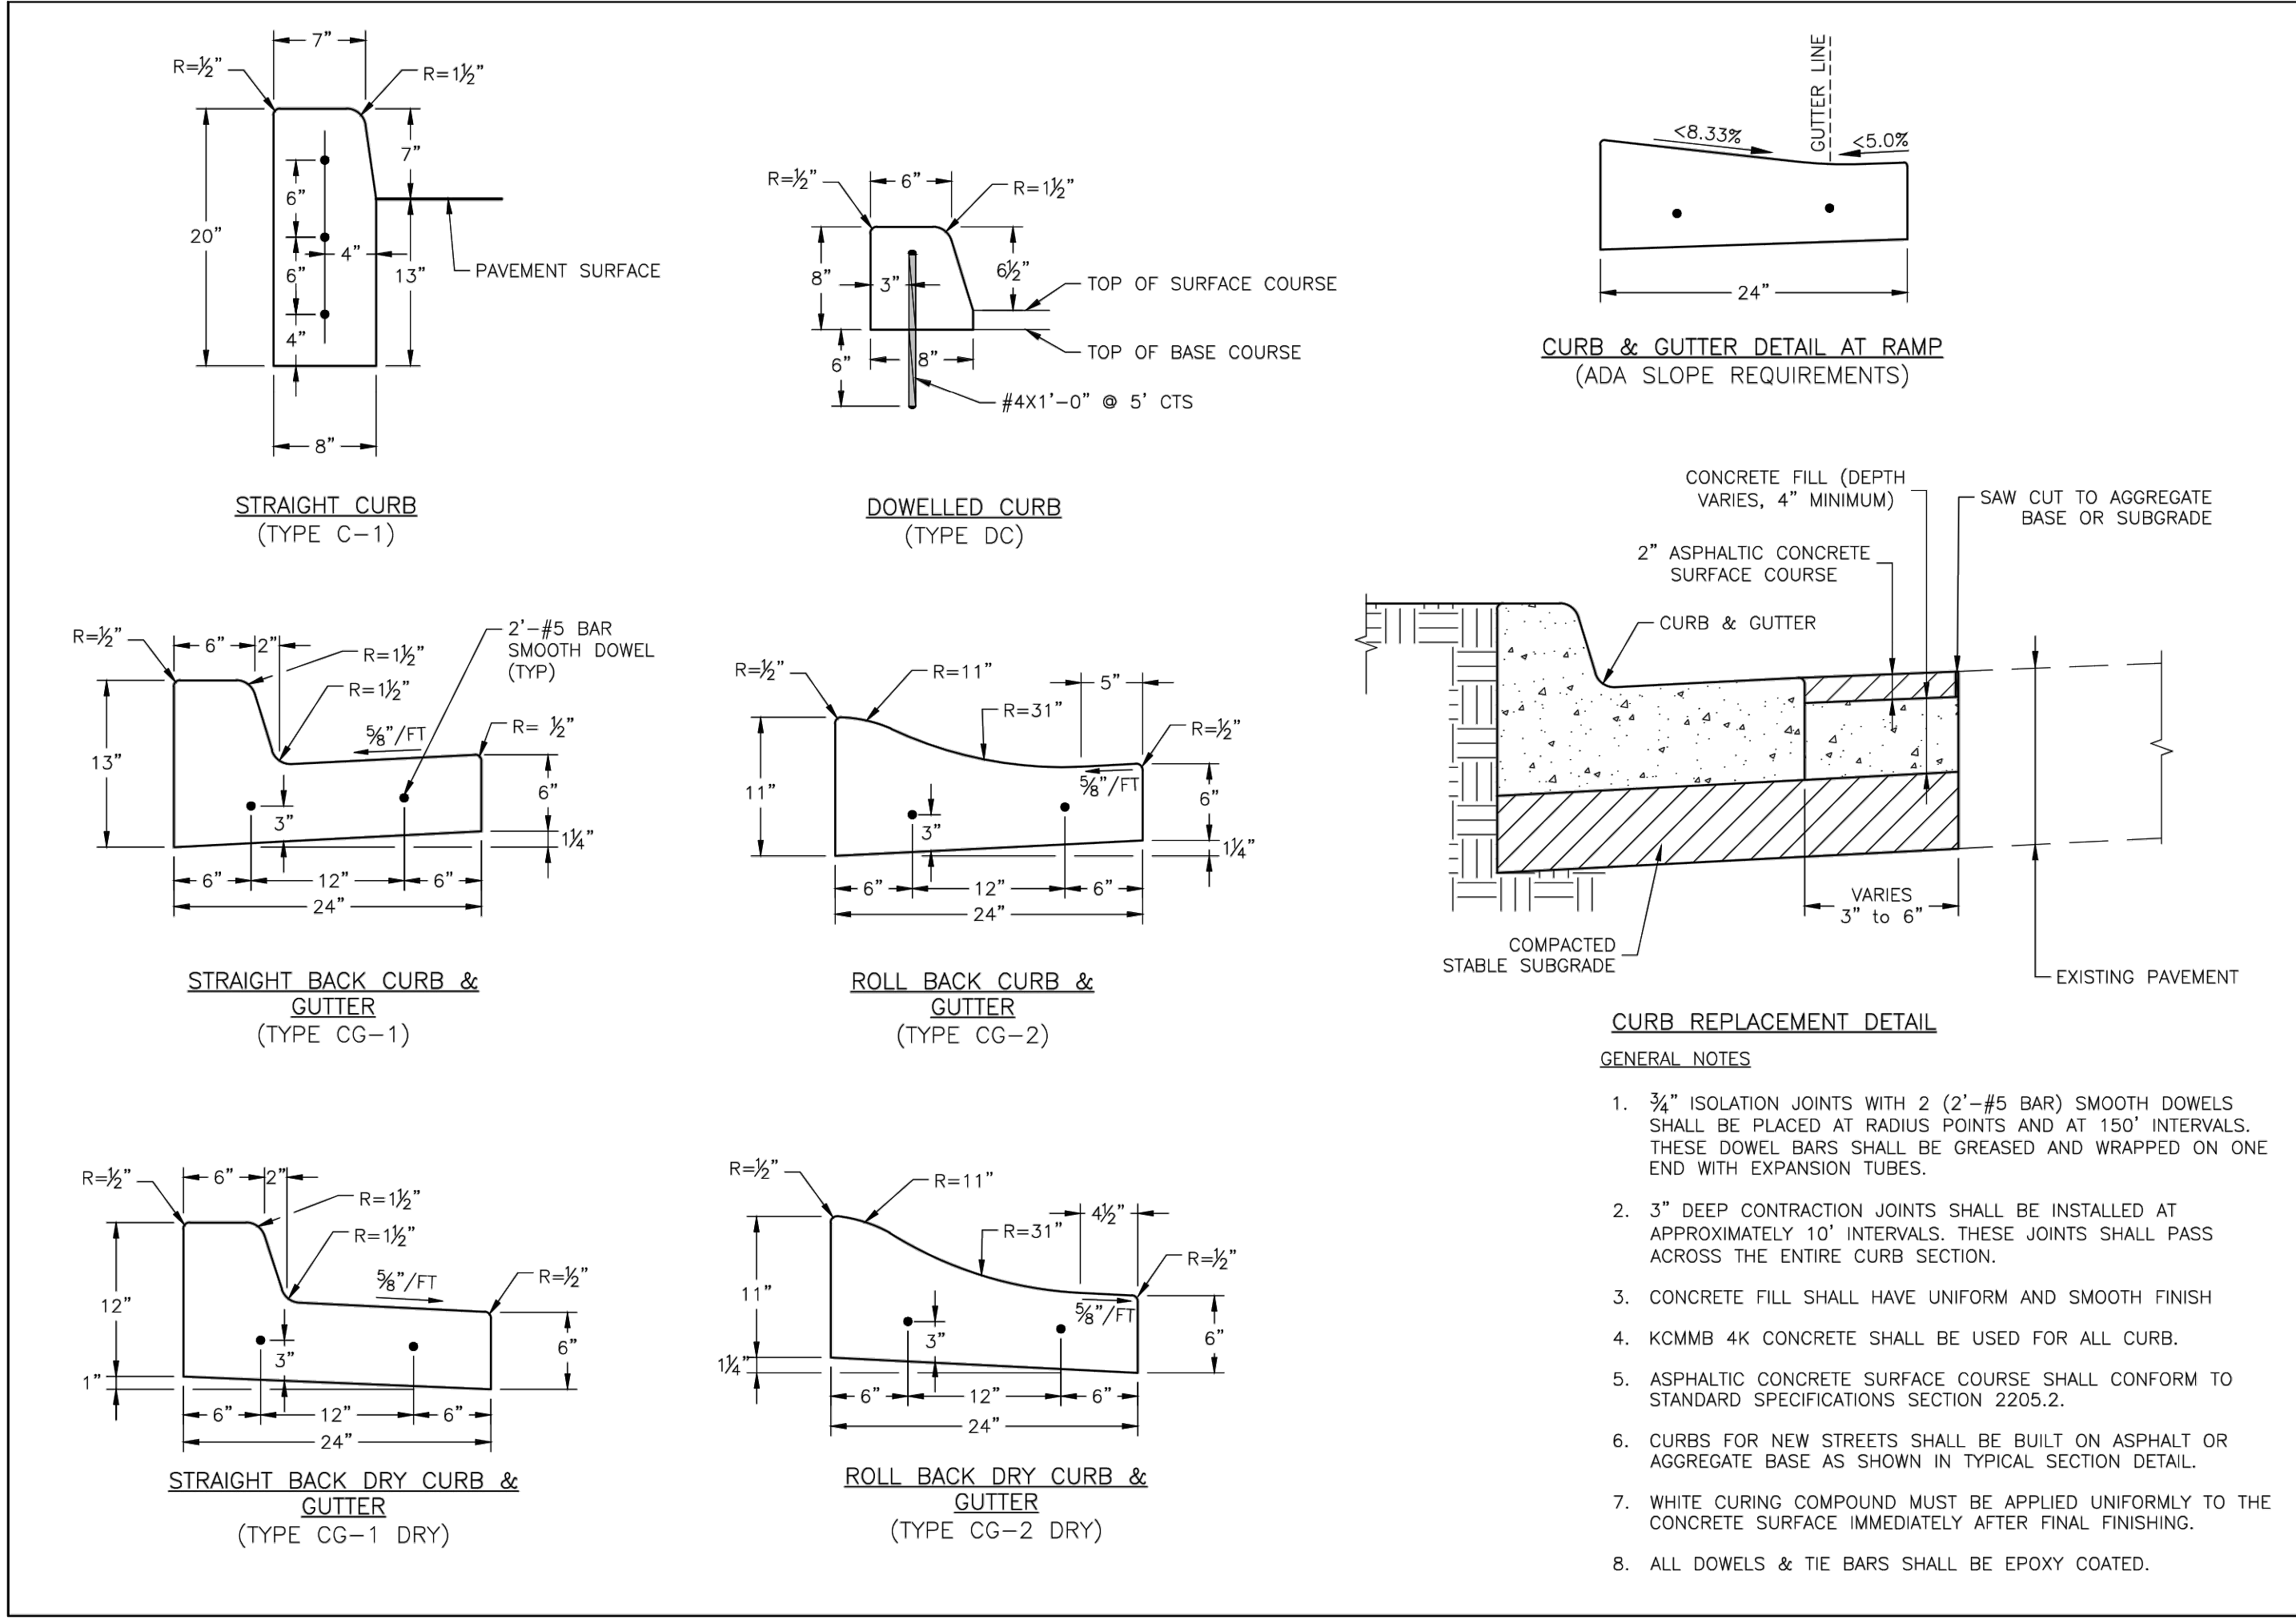 7”
R=½”
R=1½”
7”
6”
20”
4”
6”
13”
PAVEMENT SURFACE
4”
8”
STRAIGHT CURB
(TYPE C-1)
R=½”
6”
R=1½”
8”
3”
6½”
TOP OF SURFACE COURSE
TOP OF BASE COURSE
6”
8”
#4X1’-0” @ 5’ CTS
DOWELLED CURB
(TYPE DC)
GUTTER LINE
<8.33%
<5.0%
24”
CURB & GUTTER DETAIL AT RAMP
(ADA SLOPE REQUIREMENTS)
R=½”
6”
2”
R=1½”
R=1½”
2’-#5 BAR
SMOOTH DOWEL
(TYP)
⅝”/FT
R= ½”
13”
3”
6”
1¼”
6”
12”
6”
24”
STRAIGHT BACK CURB &
GUTTER
(TYPE CG-1)
R=½”
R=11”
5”
R=31”
R=½”
⅝”/FT
11”
3”
6”
1¼”
6”
12”
6”
24”
ROLL BACK CURB &
GUTTER
(TYPE CG-2)
CONCRETE FILL (DEPTH
VARIES, 4” MINIMUM)
SAW CUT TO AGGREGATE
BASE OR SUBGRADE
2” ASPHALTIC CONCRETE
SURFACE COURSE
CURB & GUTTER
VARIES
3” to 6”
COMPACTED
STABLE SUBGRADE
EXISTING PAVEMENT
CURB REPLACEMENT DETAIL
R=½”
6”
2”
R=1½”
R=1½”
⅝”/FT
R=½”
12”
3”
6”
1”
6”
12”
6”
24”
STRAIGHT BACK DRY CURB &
GUTTER
(TYPE CG-1 DRY)
R=½”
R=11”
4½”
R=31”
R=½”
⅝”/FT
11”
3”
6”
1¼”
6”
12”
6”
24”
ROLL BACK DRY CURB &
GUTTER
(TYPE CG-2 DRY)
GENERAL NOTES
1. ¾” ISOLATION JOINTS WITH 2 (2’-#5 BAR) SMOOTH DOWELS
SHALL BE PLACED AT RADIUS POINTS AND AT 150’ INTERVALS.
THESE DOWEL BARS SHALL BE GREASED AND WRAPPED ON ONE
END WITH EXPANSION TUBES.
2. 3” DEEP CONTRACTION JOINTS SHALL BE INSTALLED AT
APPROXIMATELY 10’ INTERVALS. THESE JOINTS SHALL PASS
ACROSS THE ENTIRE CURB SECTION.
3. CONCRETE FILL SHALL HAVE UNIFORM AND SMOOTH FINISH
4. KCMMB 4K CONCRETE SHALL BE USED FOR ALL CURB.
5. ASPHALTIC CONCRETE SURFACE COURSE SHALL CONFORM TO
STANDARD SPECIFICATIONS SECTION 2205.2.
6. CURBS FOR NEW STREETS SHALL BE BUILT ON ASPHALT OR
AGGREGATE BASE AS SHOWN IN TYPICAL SECTION DETAIL.
7. WHITE CURING COMPOUND MUST BE APPLIED UNIFORMLY TO THE
CONCRETE SURFACE IMMEDIATELY AFTER FINAL FINISHING.
8. ALL DOWELS & TIE BARS SHALL BE EPOXY COATED.